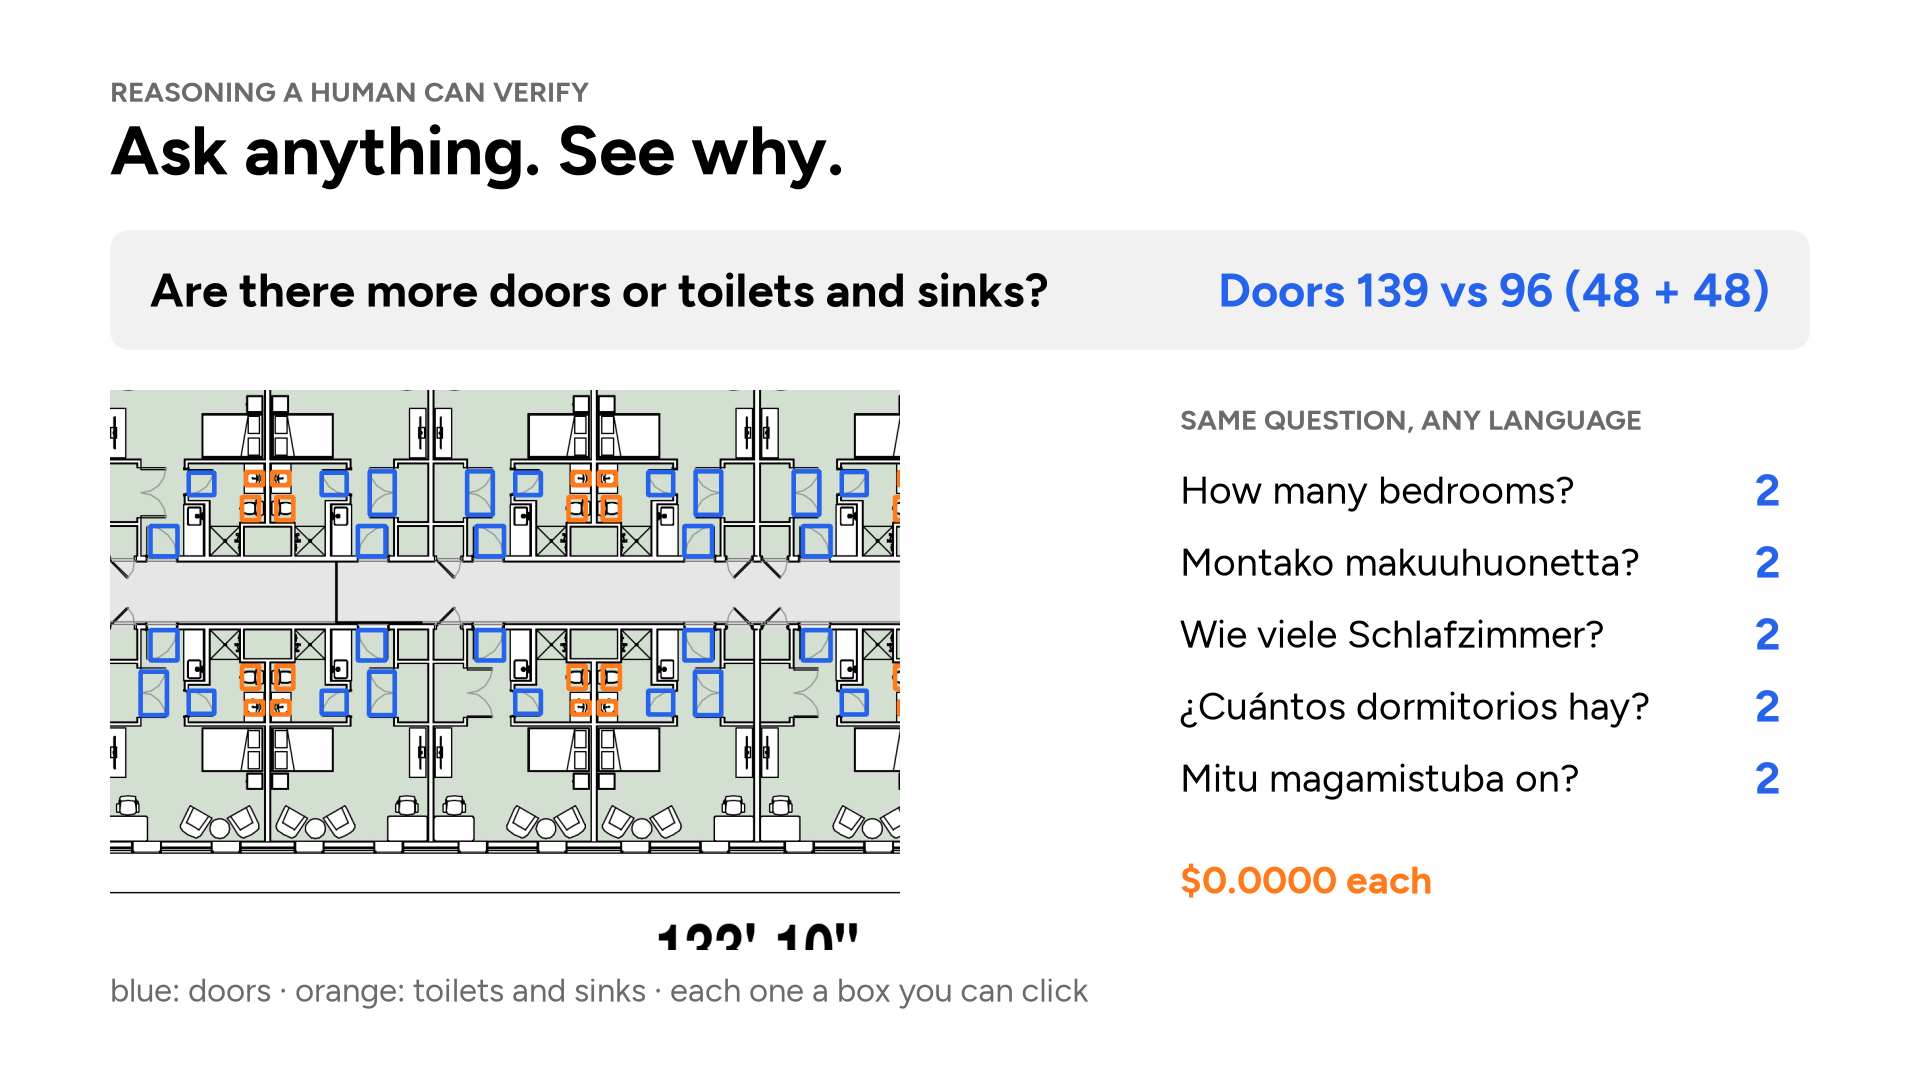 REASONING A HUMAN CAN VERIFY
Ask anything. See why.
Are there more doors or toilets and sinks?
Doors 139 vs 96 (48 + 48)
SAME QUESTION, ANY LANGUAGE
How many bedrooms? 2
Montako makuuhuonetta? 2
Wie viele Schlafzimmer? 2
¿Cuántos dormitorios hay? 2
Mitu magamistuba on? 2
$0.0000 each
blue: doors · orange: toilets and sinks · each one a box you can click